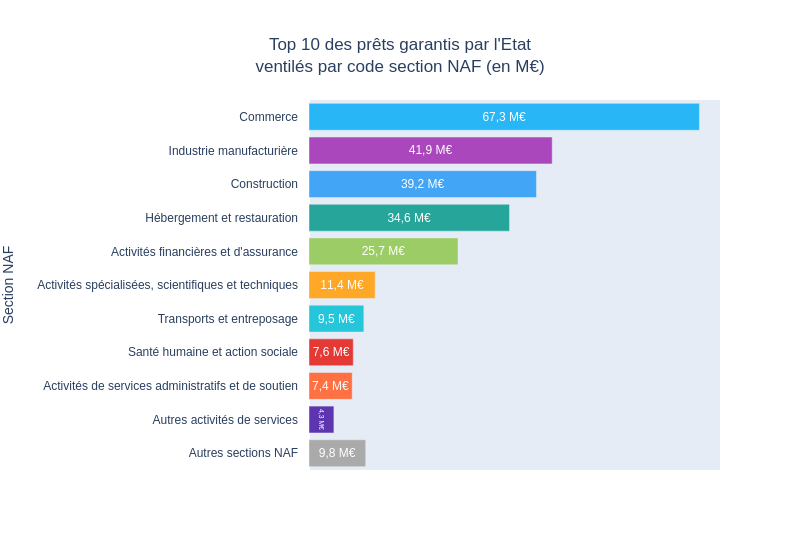 Top 10 des prêts garantis par l'Etat
ventilés par code section NAF (en M€)
Section NAF
Commerce 67,3 M€
Industrie manufacturière 41,9 M€
Construction 39,2 M€
Hébergement et restauration 34,6 M€
Activités financières et d'assurance 25,7 M€
Activités spécialisées, scientifiques et techniques 11,4 M€
Transports et entreposage 9,5 M€
Santé humaine et action sociale 7,6 M€
Activités de services administratifs et de soutien 7,4 M€
Autres activités de services 4,3 M€
Autres sections NAF 9,8 M€